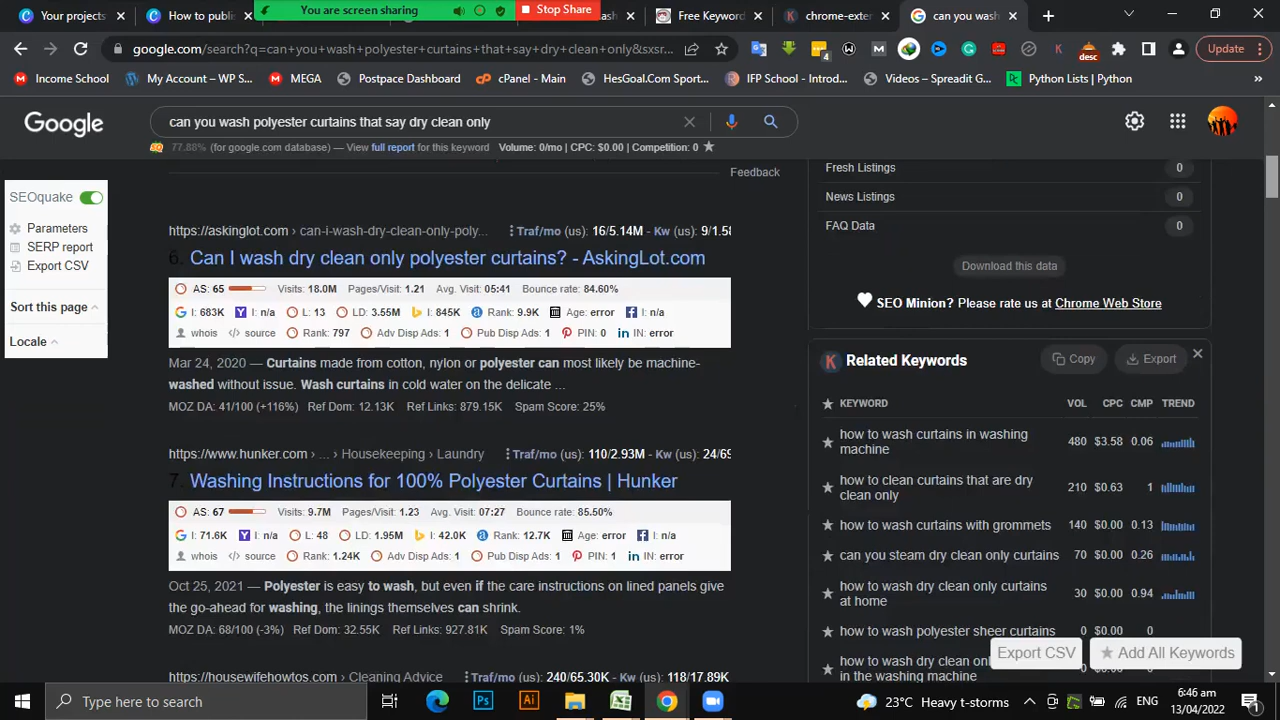 Your projects
How to publi
You are screen sharing
Stop Share
ash
Free Keyword
chrome-exter
can you wash
google.com/search?q=can+you+wash+polyester+curtains+that+say+dry+clean+only&sxsr...
Update
Income School
My Account – WP S...
MEGA
Postpace Dashboard
cPanel - Main
HesGoal.Com Sport...
IFP School - Introd...
Videos – Spreadit G...
Python Lists | Pytho...
»
Google
can you wash polyester curtains that say dry clean only
77.88% (for google.com database) — View full report for this keyword Volume: 0/mo | CPC: $0.00 | Competition: 0
Feedback
SEOquake
Parameters
SERP report
Export CSV
Sort this page
Locale
https://askinglot.com › can-i-wash-dry-clean-only-poly...
Traf/mo (us): 16/5.14M - Kw (us): 9/1.58
6. Can I wash dry clean only polyester curtains? - AskingLot.com
AS: 65 Visits: 18.0M Pages/Visit: 1.21 Avg. Visit: 05:41 Bounce rate: 84.60%
I: 683K I: n/a L: 13 LD: 3.55M I: 845K Rank: 9.9K Age: error I: n/a
whois source Rank: 797 Adv Disp Ads: 1 Pub Disp Ads: 1 PIN: 0 IN: error
Mar 24, 2020 — Curtains made from cotton, nylon or polyester can most likely be machine-
washed without issue. Wash curtains in cold water on the delicate ...
MOZ DA: 41/100 (+116%) Ref Dom: 12.13K Ref Links: 879.15K Spam Score: 25%
https://www.hunker.com › ... › Housekeeping › Laundry
Traf/mo (us): 110/2.93M - Kw (us): 24/69
7. Washing Instructions for 100% Polyester Curtains | Hunker
AS: 67 Visits: 9.7M Pages/Visit: 1.23 Avg. Visit: 07:27 Bounce rate: 85.50%
I: 71.6K I: n/a L: 48 LD: 1.95M I: 42.0K Rank: 12.7K Age: error I: n/a
whois source Rank: 1.24K Adv Disp Ads: 1 Pub Disp Ads: 1 PIN: 1 IN: error
Oct 25, 2021 — Polyester is easy to wash, but even if the care instructions on lined panels give
the go-ahead for washing, the linings themselves can shrink.
MOZ DA: 68/100 (-3%) Ref Dom: 32.55K Ref Links: 927.81K Spam Score: 1%
https://housewifehowtos.com › Cleaning Advice
Traf/mo (us): 240/65.30K - Kw (us): 118/17.89K
Fresh Listings 0
News Listings 0
FAQ Data 0
Download this data
SEO Minion? Please rate us at Chrome Web Store
Related Keywords
Copy
Export
KEYWORD VOL CPC CMP TREND
how to wash curtains in washing
machine 480 $3.58 0.06
how to clean curtains that are dry
clean only 210 $0.63 1
how to wash curtains with grommets 140 $0.00 0.13
can you steam dry clean only curtains 70 $0.00 0.26
how to wash dry clean only curtains
at home 30 $0.00 0.94
how to wash polyester sheer curtains 0 $0.00 0
how to wash dry clean onl
in the washing machine
Export CSV
Add All Keywords
Type here to search
23°C Heavy t-storms
ENG
6:46 am
13/04/2022